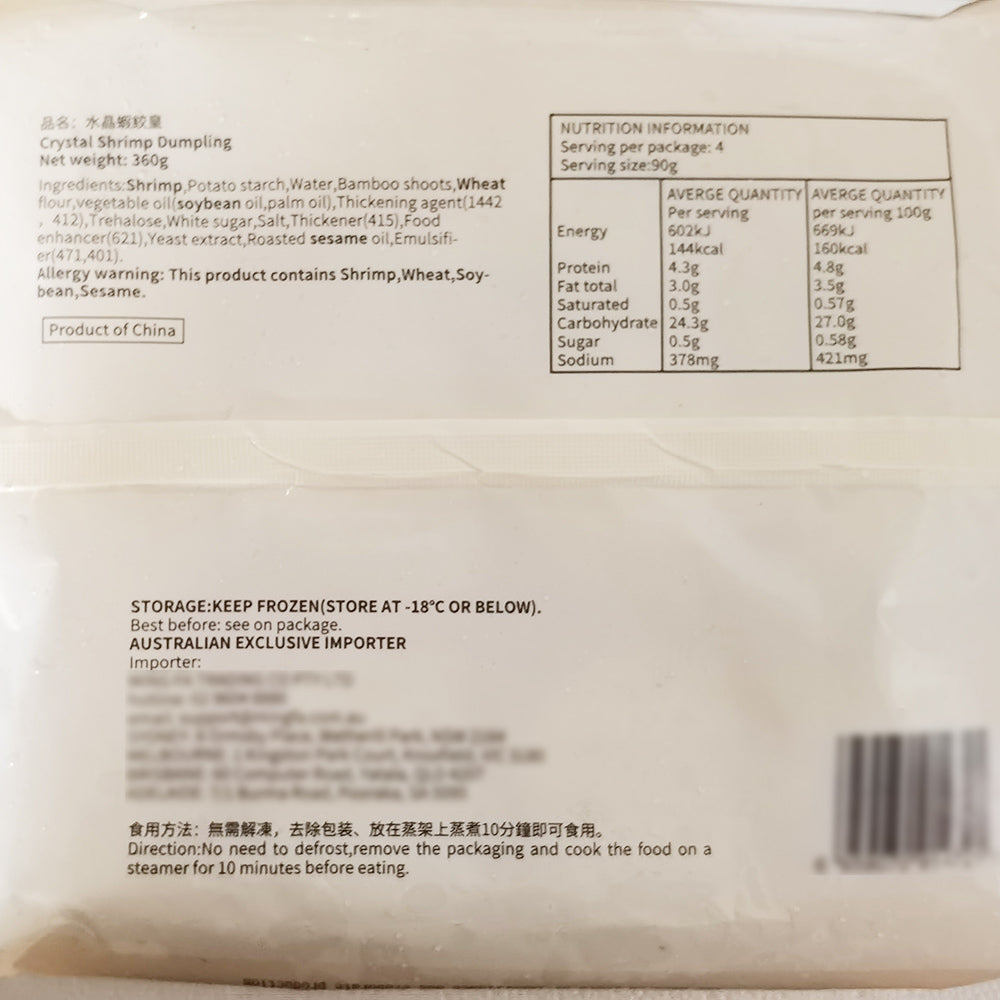 品名：水晶蝦餃皇
Crystal Shrimp Dumpling
Net weight: 360g
Ingredients:Shrimp,Potato starch,Water,Bamboo shoots,Wheat
flour,vegetable oil(soybean oil,palm oil),Thickening agent(1442
, 412),Trehalose,White sugar,Salt,Thickener(415),Food
enhancer(621),Yeast extract,Roasted sesame oil,Emulsifi-
er(471,401).
Allergy warning: This product contains Shrimp,Wheat,Soy-
bean,Sesame.
Product of China
NUTRITION INFORMATION
Serving per package: 4
Serving size:90g
AVERGE QUANTITY AVERGE QUANTITY
Per serving per serving 100g
Energy 602kJ 669kJ
144kcal 160kcal
Protein 4.3g 4.8g
Fat total 3.0g 3.5g
Saturated 0.5g 0.57g
Carbohydrate 24.3g 27.0g
Sugar 0.5g 0.58g
Sodium 378mg 421mg
STORAGE:KEEP FROZEN(STORE AT -18°C OR BELOW).
Best before: see on package.
AUSTRALIAN EXCLUSIVE IMPORTER
Importer:
食用方法：無需解凍，去除包装、放在蒸架上蒸煮10分鐘即可食用。
Direction:No need to defrost,remove the packaging and cook the food on a
steamer for 10 minutes before eating.